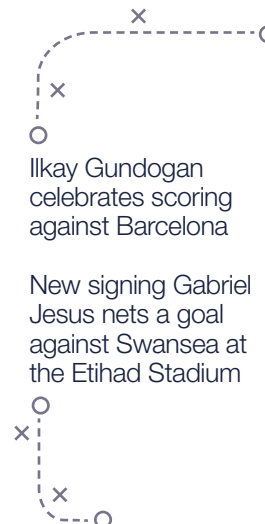 Ilkay Gundogan
celebrates scoring
against Barcelona
New signing Gabriel
Jesus nets a goal
against Swansea at
the Etihad Stadium